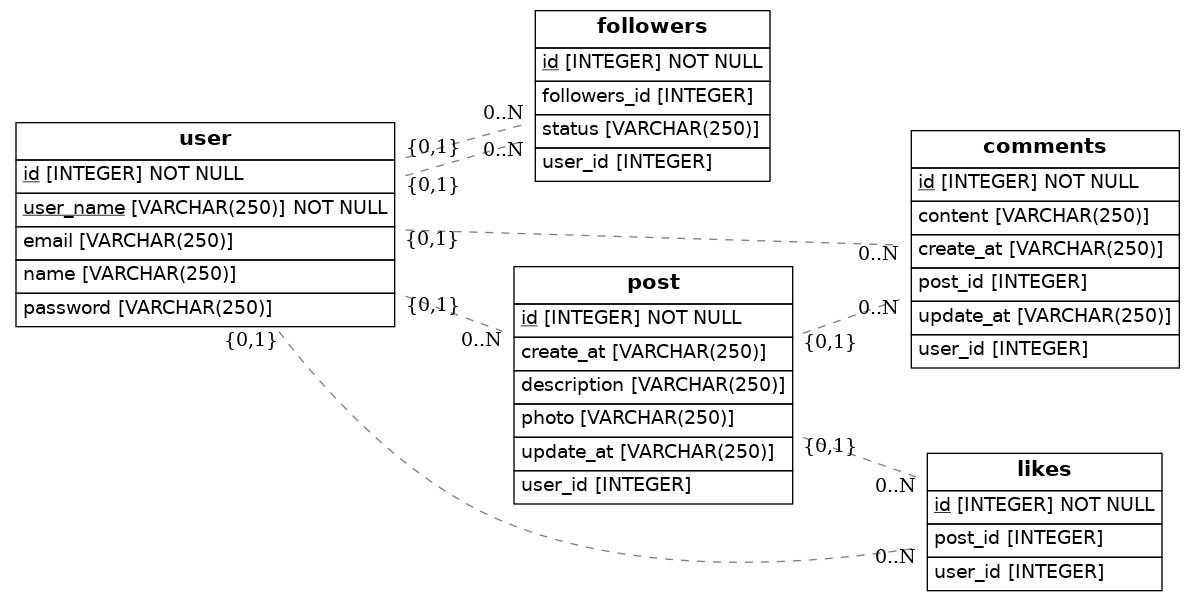 followers
id [INTEGER] NOT NULL
followers_id [INTEGER]
status [VARCHAR(250)]
user_id [INTEGER]
user
id [INTEGER] NOT NULL
user_name [VARCHAR(250)] NOT NULL
email [VARCHAR(250)]
name [VARCHAR(250)]
password [VARCHAR(250)]
0..N
{0,1}
0..N
{0,1}
{0,1}
0..N
{0,1}
0..N
{0,1}
comments
id [INTEGER] NOT NULL
content [VARCHAR(250)]
create_at [VARCHAR(250)]
post_id [INTEGER]
update_at [VARCHAR(250)]
user_id [INTEGER]
post
id [INTEGER] NOT NULL
create_at [VARCHAR(250)]
description [VARCHAR(250)]
photo [VARCHAR(250)]
update_at [VARCHAR(250)]
user_id [INTEGER]
0..N
{0,1}
{0,1}
0..N
0..N
likes
id [INTEGER] NOT NULL
post_id [INTEGER]
user_id [INTEGER]